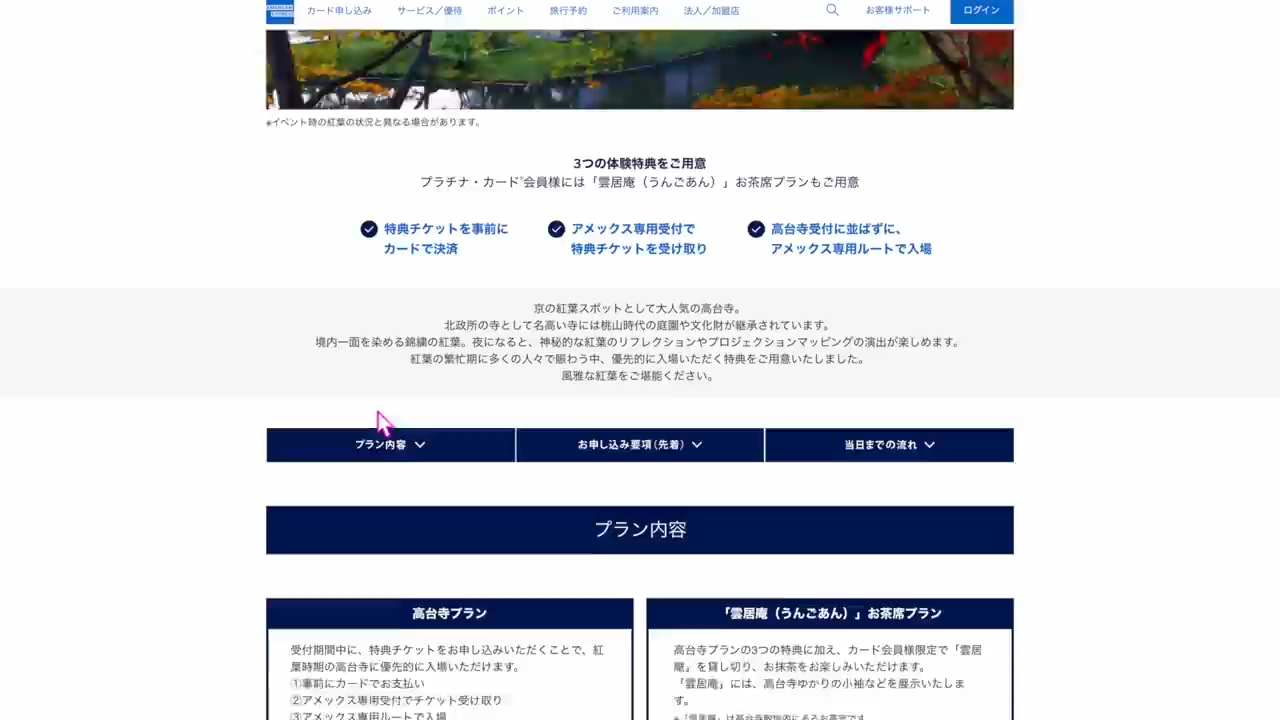 AMERICAN EXPRESS
カード申し込み
サービス／優待
ポイント
旅行予約
ご利用案内
法人／加盟店
お客様サポート
ログイン
※イベント時の紅葉の状況と異なる場合があります。
3つの体験特典をご用意
プラチナ・カード®会員様には「雲居庵（うんごあん）」お茶席プランもご用意
特典チケットを事前に
カードで決済
アメックス専用受付で
特典チケットを受け取り
高台寺受付に並ばずに、
アメックス専用ルートで入場
京の紅葉スポットとして大人気の高台寺。
北政所の寺として名高い寺には桃山時代の庭園や文化財が継承されています。
境内一面を染める錦繍の紅葉。夜になると、神秘的な紅葉のリフレクションやプロジェクションマッピングの演出が楽しめます。
紅葉の繁忙期に多くの人々で賑わう中、優先的に入場いただく特典をご用意いたしました。
風雅な紅葉をご堪能ください。
プラン内容
お申し込み要項（先着）
当日までの流れ
プラン内容
高台寺プラン
受付期間中に、特典チケットをお申し込みいただくことで、紅
葉時期の高台寺に優先的に入場いただけます。
①事前にカードでお支払い
②アメックス専用受付でチケット受け取り
③アメックス専用ルートで入場
「雲居庵（うんごあん）」お茶席プラン
高台寺プランの3つの特典に加え、カード会員様限定で「雲居
庵」を貸し切り、お抹茶をお楽しみいただけます。
「雲居庵」には、高台寺ゆかりの小袖などを展示いたしま
す。
※「雲居庵」は高台寺敷地内にあるお茶室です